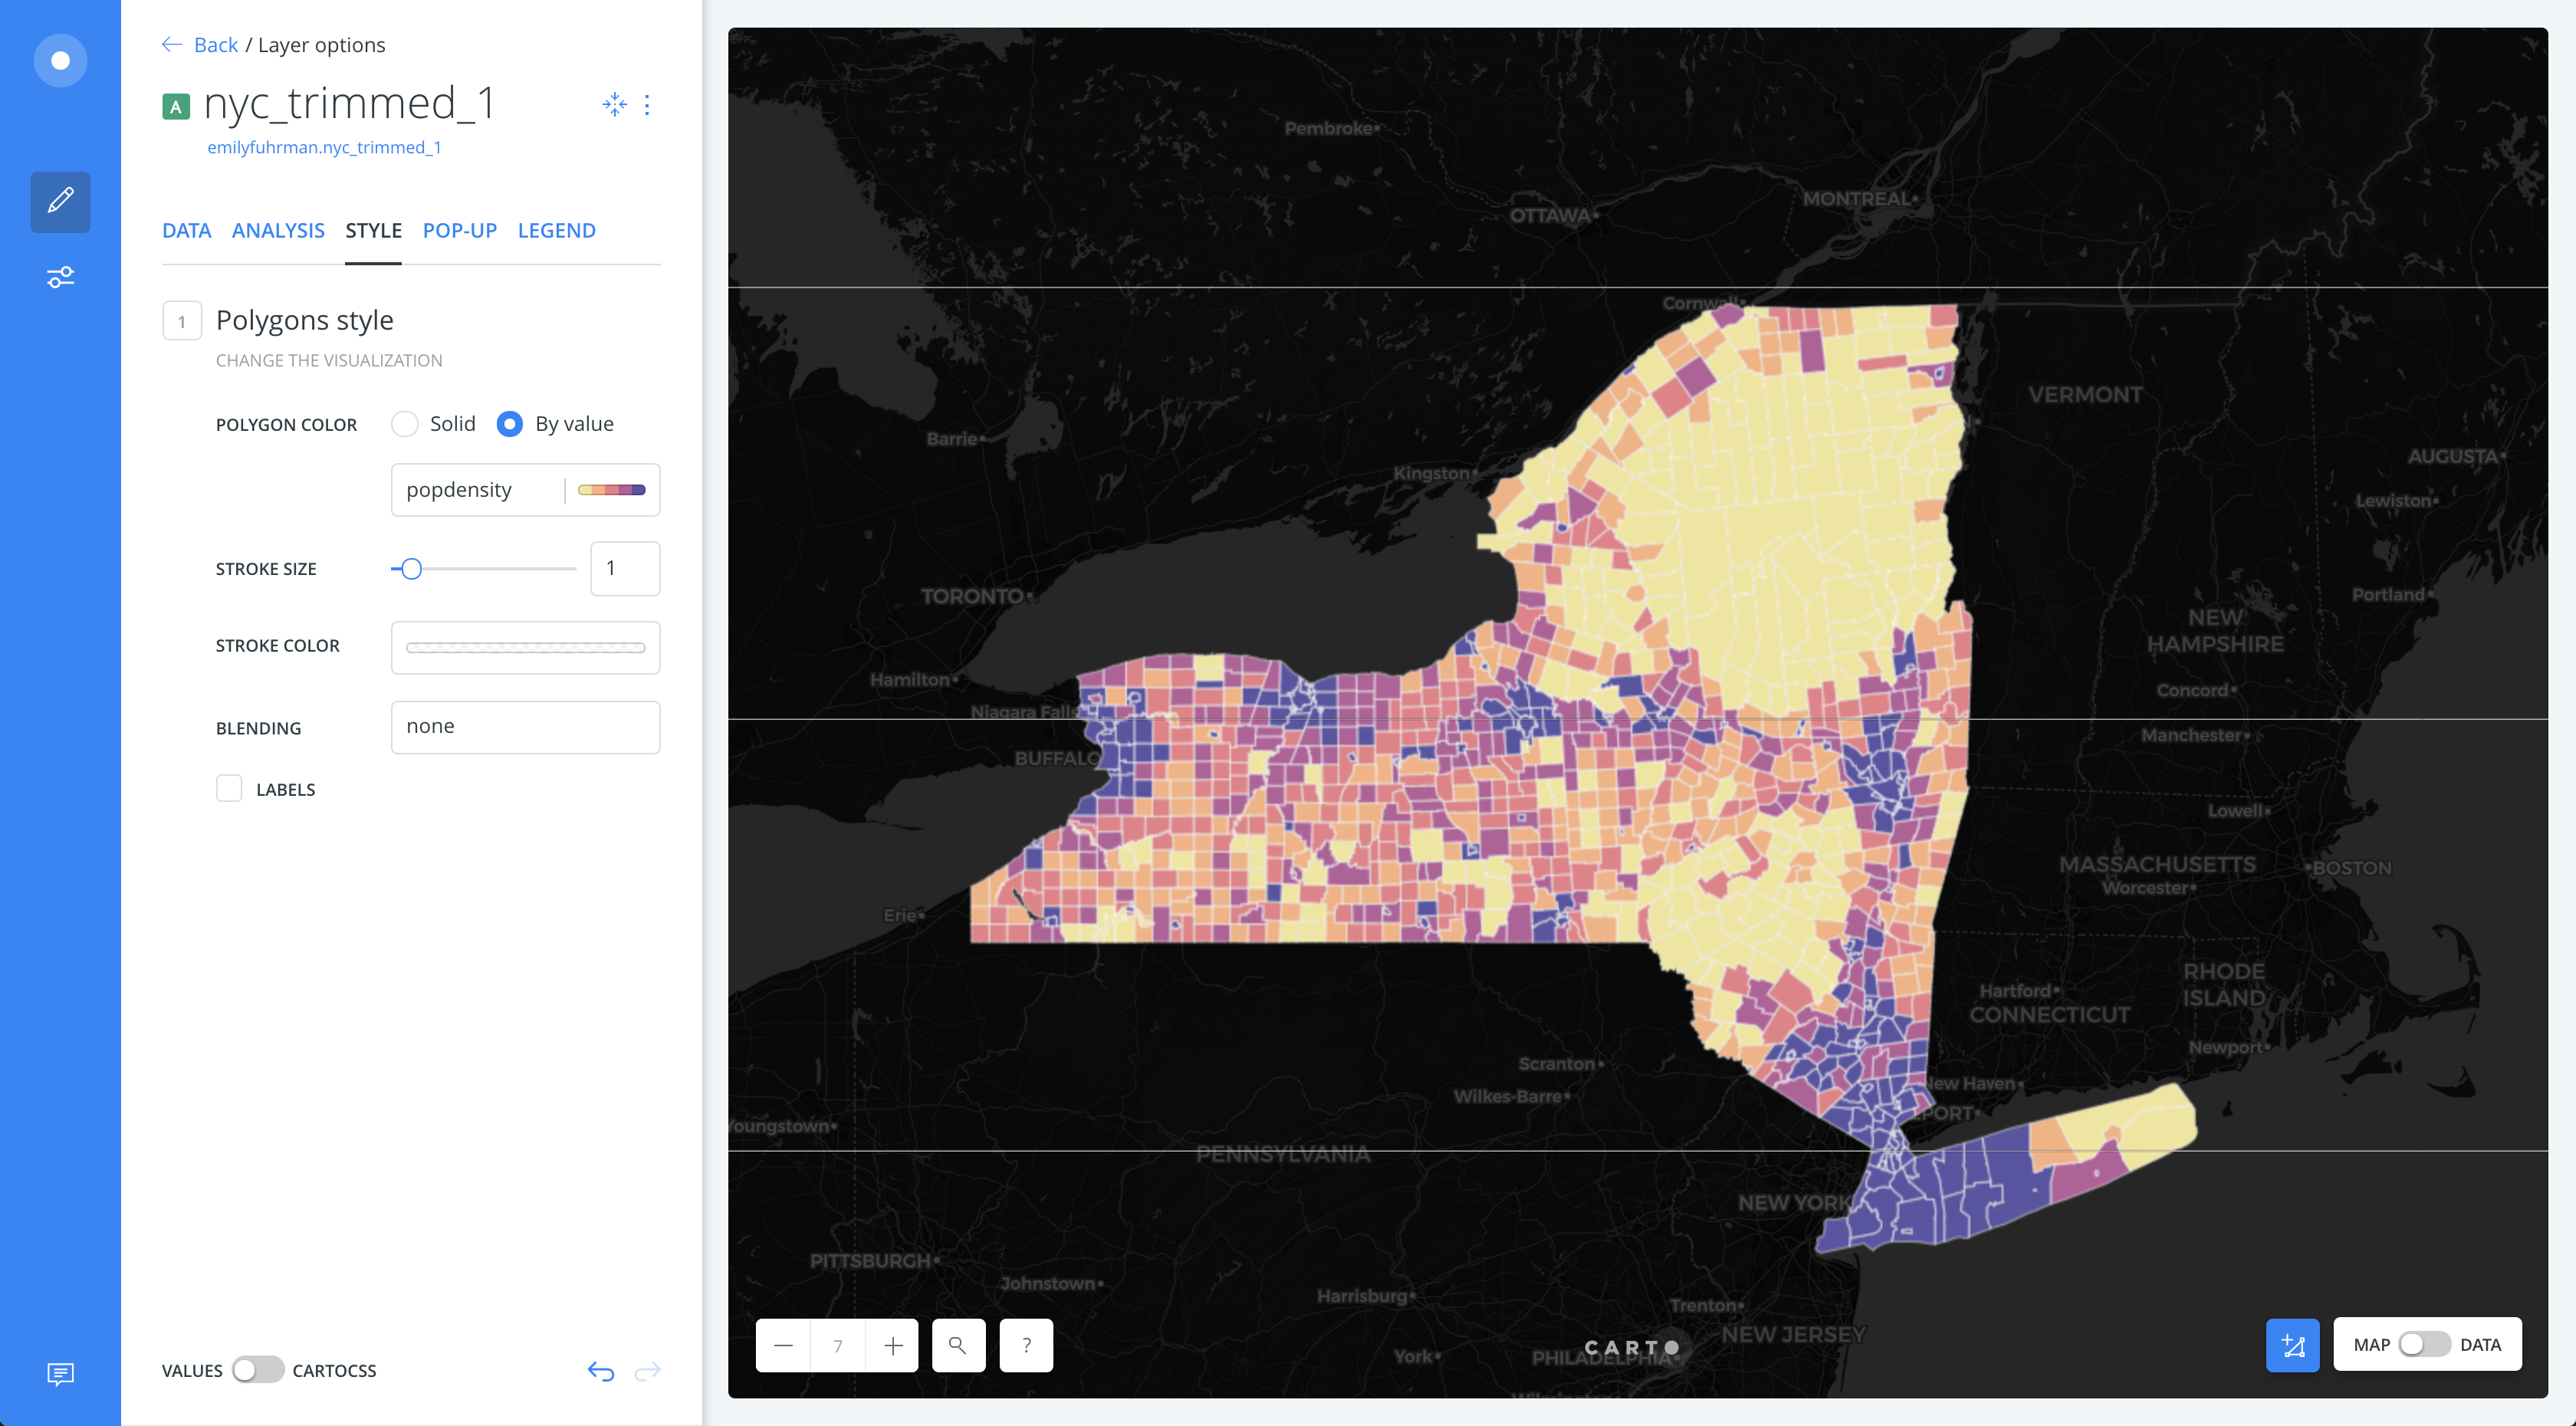 Back / Layer options
A nyc_trimmed_1
emilyfuhrman.nyc_trimmed_1
DATA ANALYSIS STYLE POP-UP LEGEND
1 Polygons style
CHANGE THE VISUALIZATION
POLYGON COLOR Solid By value
popdensity
STROKE SIZE 1
STROKE COLOR
BLENDING none
LABELS
VALUES CARTOCSS
Pembroke
MONTREAL
OTTAWA
Cornwall
VERMONT
Barrie
AUGUSTA
Kingston
Lewiston
TORONTO
Portland
NEW
HAMPSHIRE
Hamilton
Concord
Niagara Falls
Manchester
BUFFALO
Lowell
MASSACHUSETTS
BOSTON
Worcester
Erie
RHODE
ISLAND
Hartford
CONNECTICUT
Newport
Scranton
New Haven
Wilkes-Barre
PORT
Youngstown
PENNSYLVANIA
NEW YORK
PITTSBURGH
Johnstown
Harrisburg
Trenton
NEW JERSEY
York
PHILADELPHIA
7
?
CARTO
MAP DATA